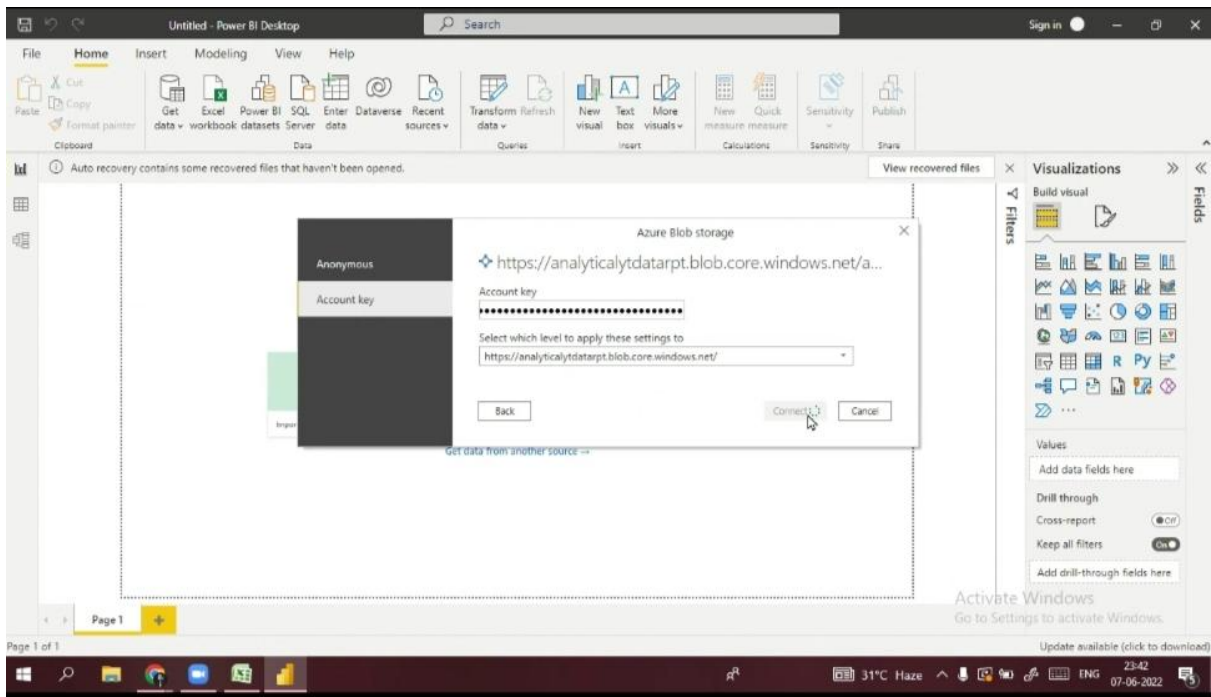 Untitled - Power BI Desktop
Search
Sign in
File Home Insert Modeling View Help
Paste
Cut
Copy
Format painter
Get data
Excel workbook
Power BI datasets
SQL Server
Enter data
Dataverse
Recent sources
Transform data
Refresh
New visual
Text box
More visuals
New measure
Quick measure
Sensitivity
Publish
Clipboard
Data
Queries
Insert
Calculations
Sensitivity
Share
Auto recovery contains some recovered files that haven't been opened.
View recovered files
Visualizations
Build visual
Filters
Fields
Azure Blob storage
Anonymous
Account key
https://analyticalytdatarpt.blob.core.windows.net/a...
Account key
Select which level to apply these settings to
https://analyticalytdatarpt.blob.core.windows.net/
Back
Connect
Cancel
Impor
Get data from another source →
R
Py
Values
Add data fields here
Drill through
Cross-report
Off
Keep all filters
On
Add drill-through fields here
Activate Windows
Go to Settings to activate Windows.
Page 1
Page 1 of 1
Update available (click to download)
31°C Haze
ENG
23:42
07-06-2022